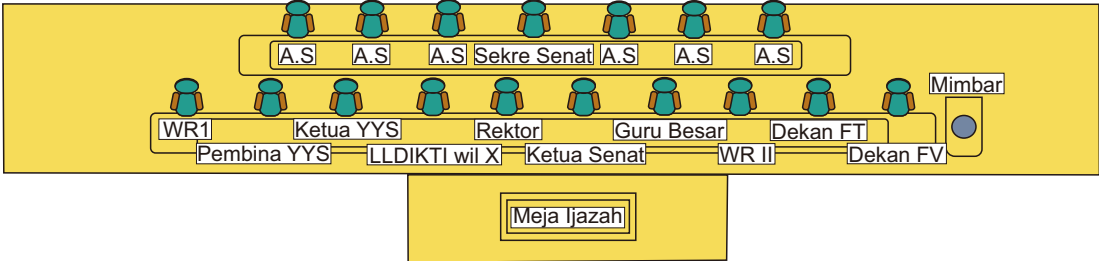 A.S A.S A.S Sekre Senat A.S A.S A.S
Mimbar
WR1 Ketua YYS Rektor Guru Besar Dekan FT
Pembina YYS LLDIKTI wil X Ketua Senat WR II Dekan FV
Meja Ijazah